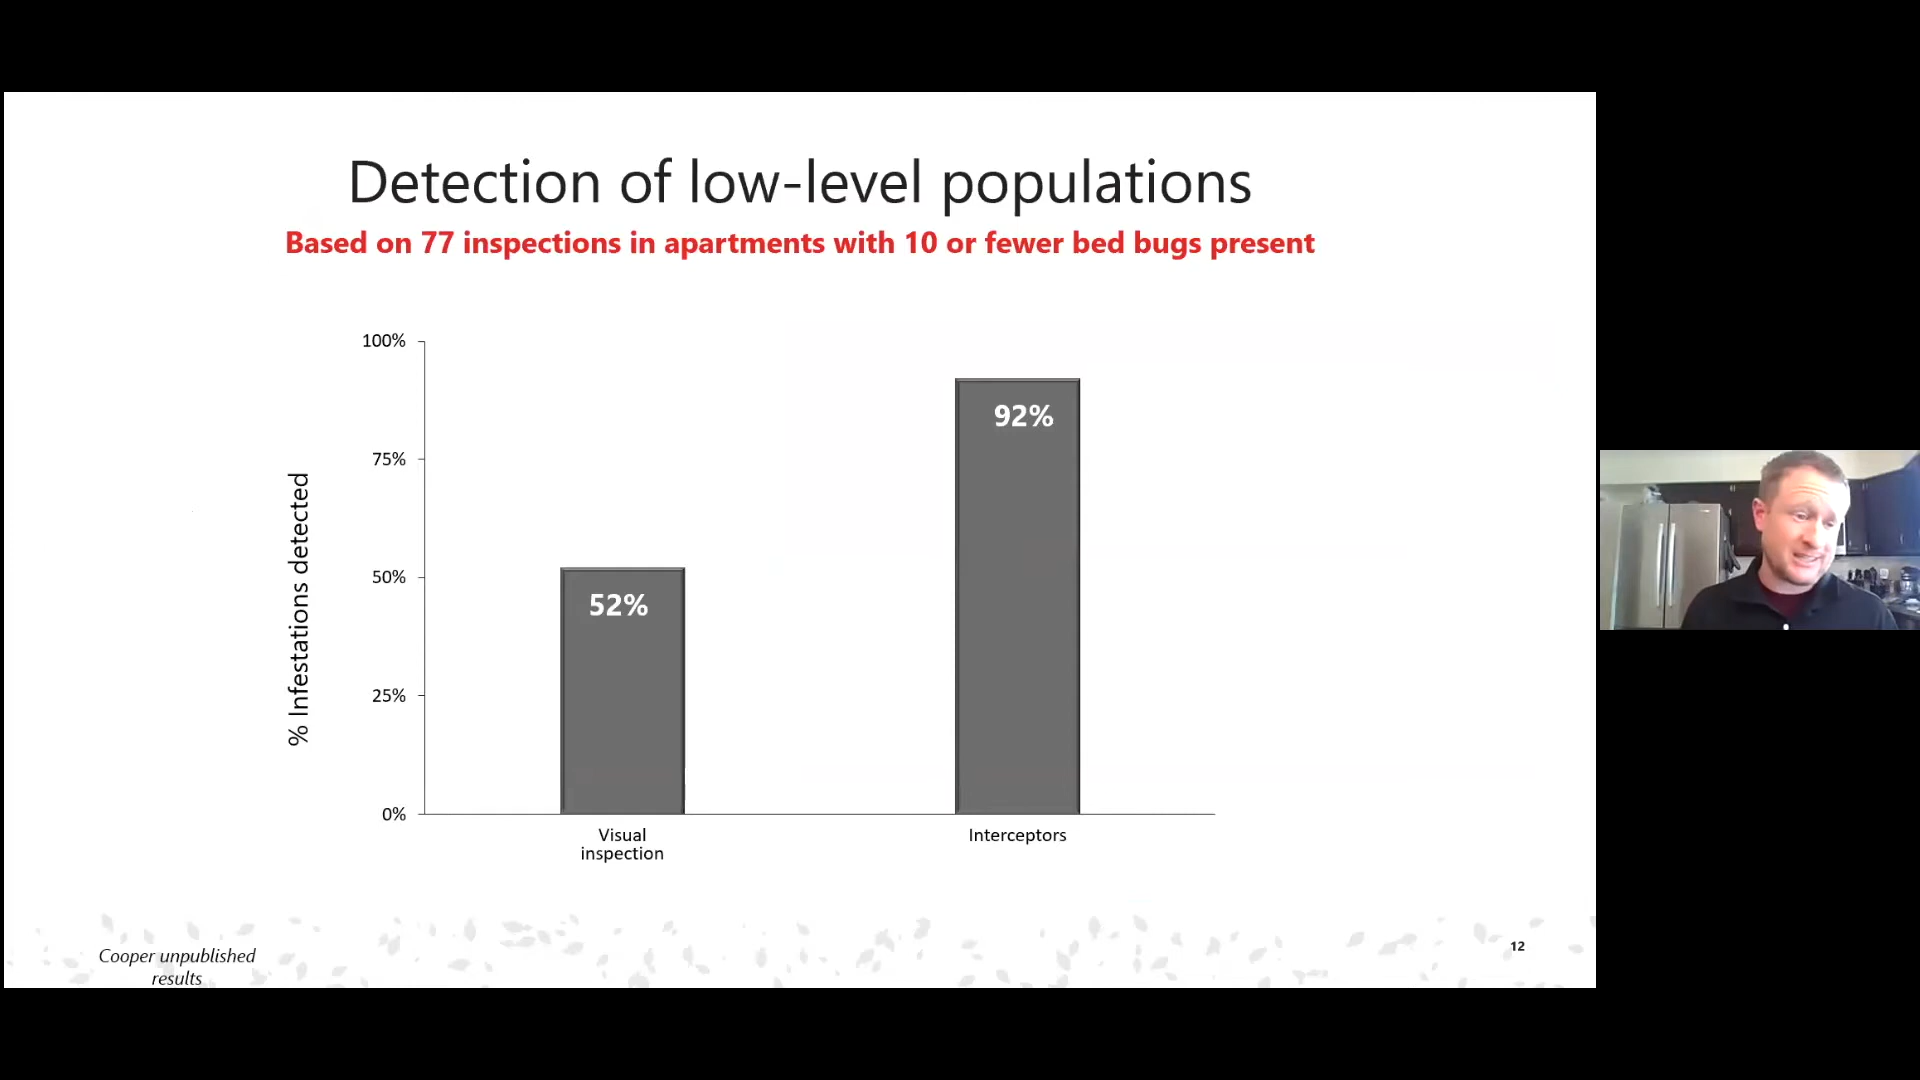 Detection of low-level populations
Based on 77 inspections in apartments with 10 or fewer bed bugs present
% Infestations detected
100%
75%
50%
25%
0%
52%
92%
Visual
inspection
Interceptors
Cooper unpublished
results
12